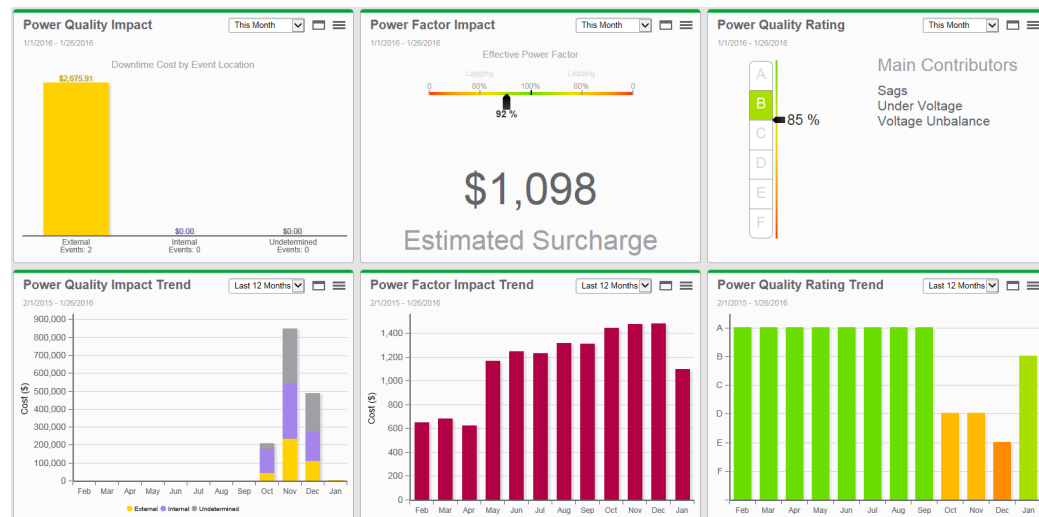 Power Quality Impact
This Month
1/1/2016 - 1/26/2016
Downtime Cost by Event Location
$2,675.91
$0.00
$0.00
External
Events: 2
Internal
Events: 0
Undetermined
Events: 0
Power Factor Impact
This Month
1/1/2016 - 1/26/2016
Effective Power Factor
Lagging
Leading
0
80%
100%
80%
0
92 %
$1,098
Estimated Surcharge
Power Quality Rating
This Month
1/1/2016 - 1/26/2016
A
B
C
D
E
F
85 %
Main Contributors
Sags
Under Voltage
Voltage Unbalance
Power Quality Impact Trend
Last 12 Months
2/1/2015 - 1/26/2016
Cost ($)
900,000
800,000
700,000
600,000
500,000
400,000
300,000
200,000
100,000
0
Feb Mar Apr May Jun Jul Aug Sep Oct Nov Dec Jan
External Internal Undetermined
Power Factor Impact Trend
Last 12 Months
2/1/2015 - 1/26/2016
Cost ($)
1,400
1,200
1,000
800
600
400
200
0
Feb Mar Apr May Jun Jul Aug Sep Oct Nov Dec Jan
Power Quality Rating Trend
Last 12 Months
2/1/2015 - 1/26/2016
A
B
C
D
E
F
Feb Mar Apr May Jun Jul Aug Sep Oct Nov Dec Jan